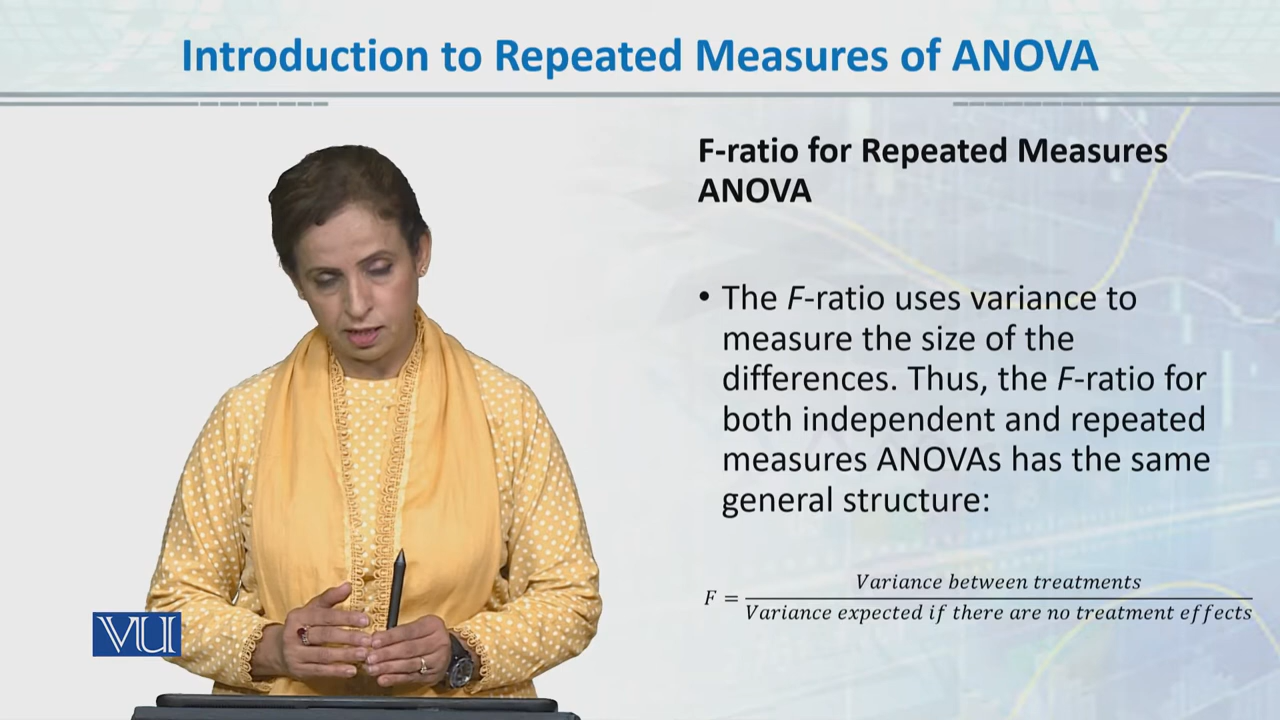 Introduction to Repeated Measures of ANOVA
F-ratio for Repeated Measures
ANOVA
• The F-ratio uses variance to
measure the size of the
differences. Thus, the F-ratio for
both independent and repeated
measures ANOVAs has the same
general structure:
F = Variance between treatments
Variance expected if there are no treatment effects
VU